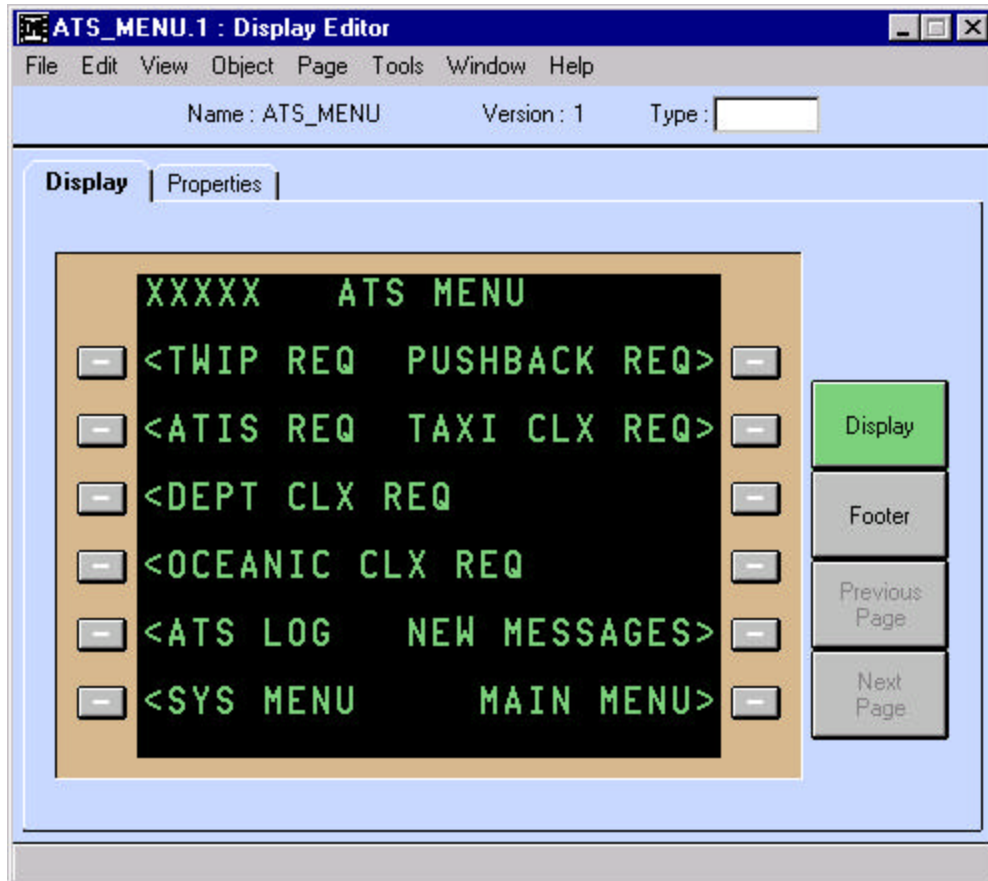 ATS_MENU.1 : Display Editor
File Edit View Object Page Tools Window Help
Name : ATS_MENU Version : 1 Type :
Display Properties
XXXXX ATS MENU
<TWIP REQ PUSHBACK REQ>
<ATIS REQ TAXI CLX REQ>
<DEPT CLX REQ
<OCEANIC CLX REQ
<ATS LOG NEW MESSAGES>
<SYS MENU MAIN MENU>
Display
Footer
Previous
Page
Next
Page